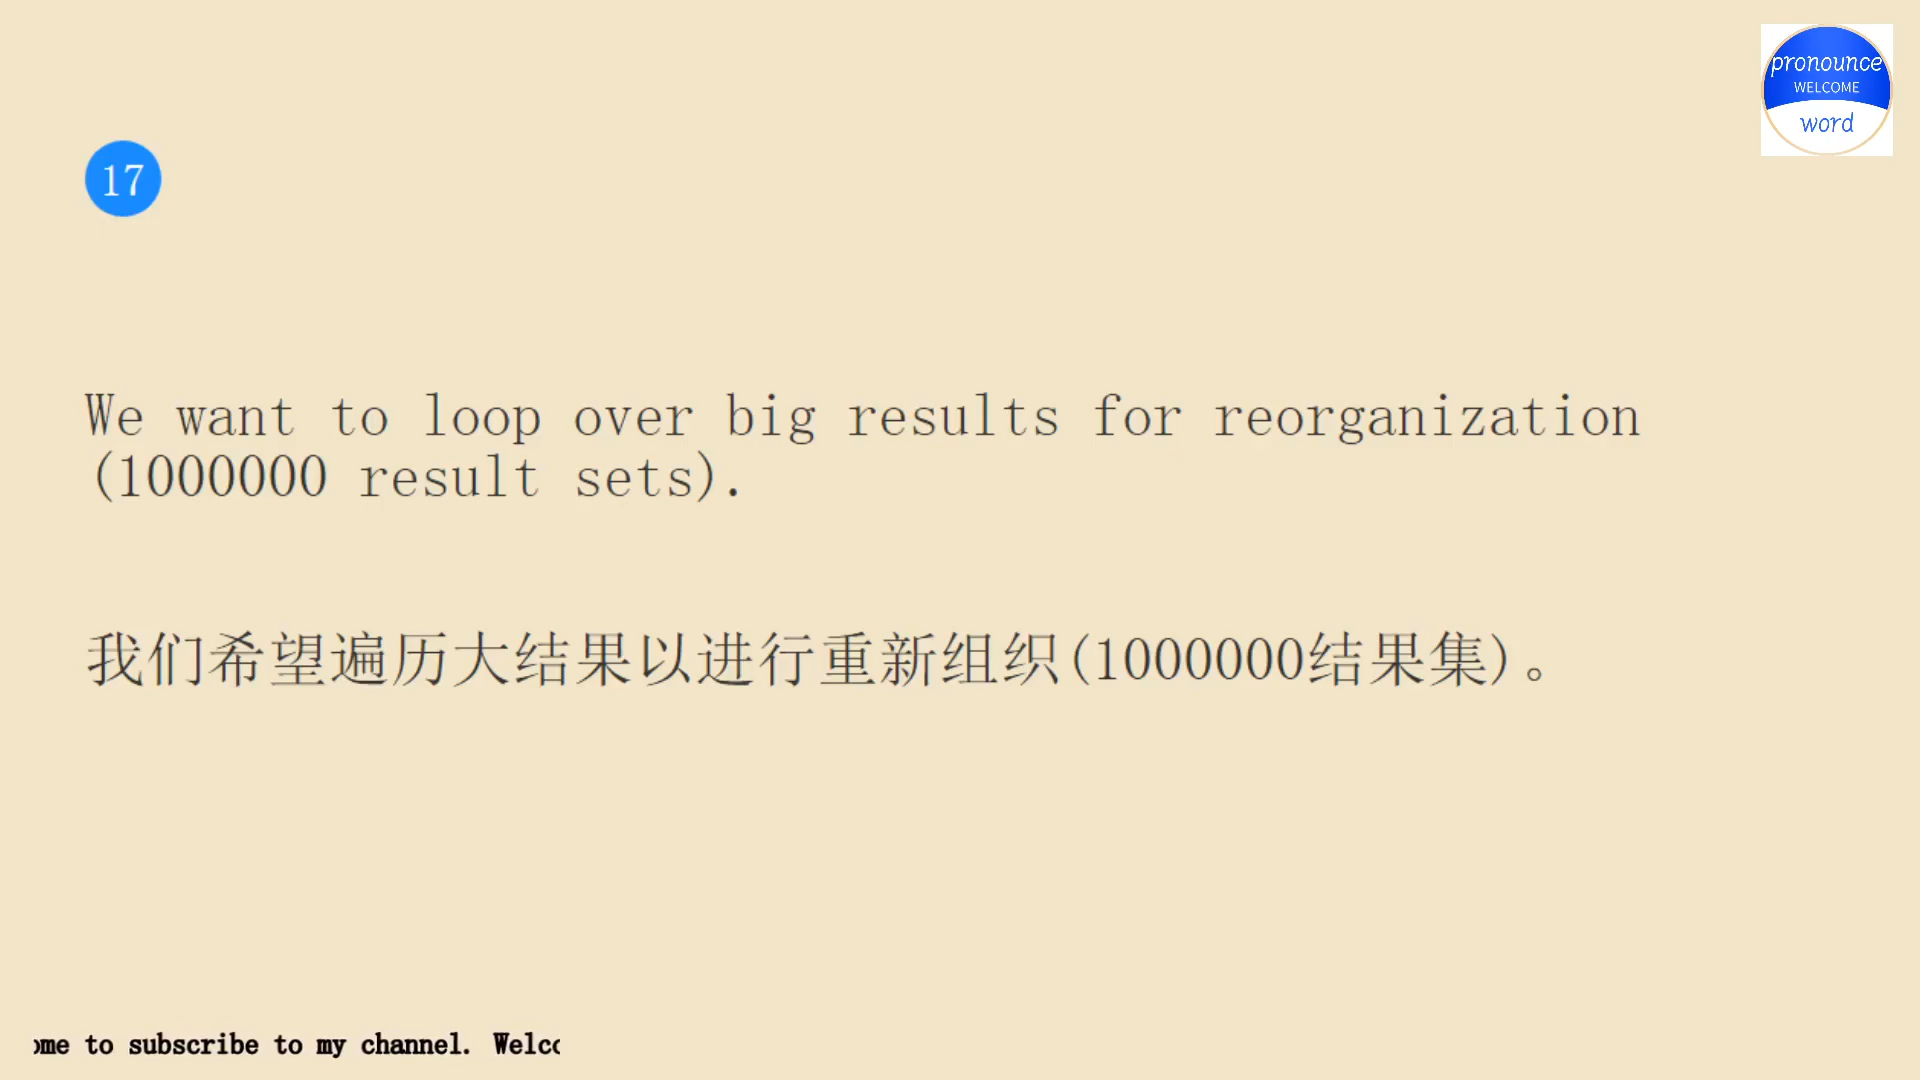 pronounce
WELCOME
word
17
We want to loop over big results for reorganization
(1000000 result sets).
我们希望遍历大结果以进行重新组织(1000000结果集)。
ome to subscribe to my channel. Welco